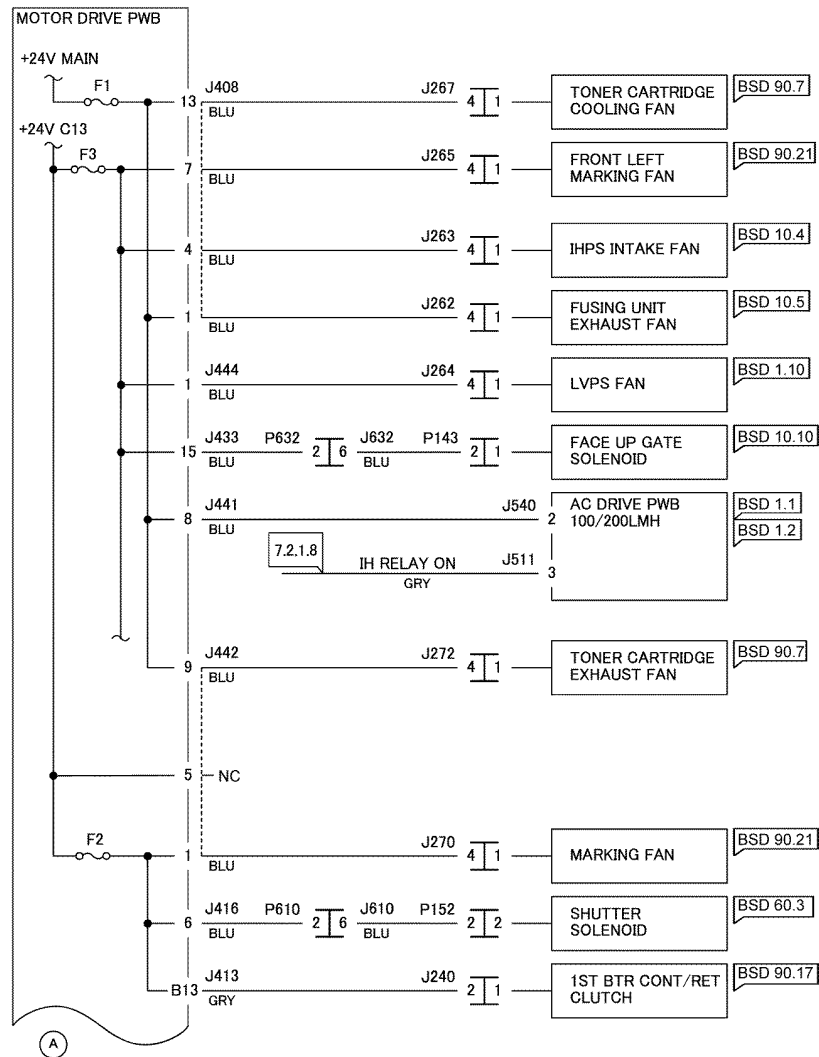 MOTOR DRIVE PWB
+24V MAIN
F1
13 J408 BLU J267 4 1 TONER CARTRIDGE BSD 90.7
COOLING FAN
+24V C13
F3
7 BLU J265 4 1 FRONT LEFT BSD 90.21
MARKING FAN
4 BLU J263 4 1 IHPS INTAKE FAN BSD 10.4
1 BLU J262 4 1 FUSING UNIT BSD 10.5
EXHAUST FAN
1 J444 BLU J264 4 1 LVPS FAN BSD 1.10
15 J433 BLU P632 2 6 J632 BLU P143 2 1 FACE UP GATE BSD 10.10
SOLENOID
8 J441 BLU J540 2 AC DRIVE PWB BSD 1.1
100/200LMH BSD 1.2
7.2,1.8 IH RELAY ON GRY J511 3
9 J442 BLU J272 4 1 TONER CARTRIDGE BSD 90.7
EXHAUST FAN
5 NC
F2
1 BLU J270 4 1 MARKING FAN BSD 90.21
6 J416 BLU P610 2 6 J610 BLU P152 2 2 SHUTTER BSD 60.3
SOLENOID
B13 J413 GRY J240 2 1 1ST BTR CONT/RET BSD 90.17
CLUTCH
A